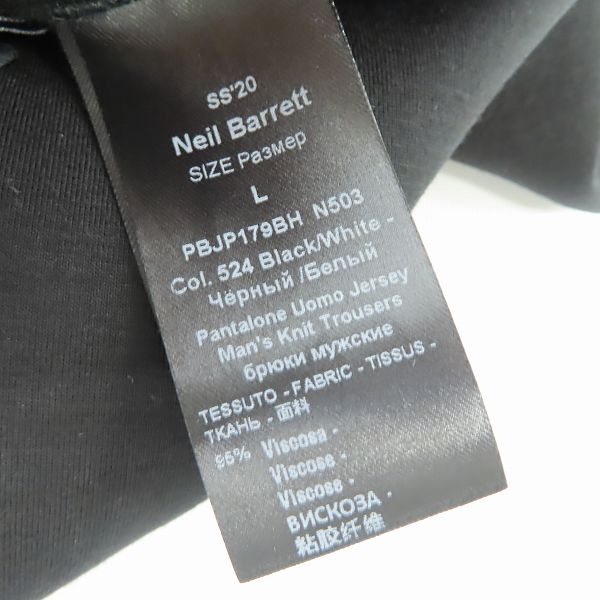 SS'20
Neil Barrett
SIZE Размер
L
PBJP179BH N503
Col. 524 Black/White -
Чёрный /Белый
Pantalone Uomo Jersey
Man's Knit Trousers
брюки мужские
TESSUTO - FABRIC - TISSUS -
ТКАНЬ - 面料
95% Viscosa -
Viscose -
Viscose -
ВИСКОЗА -
粘胶纤维